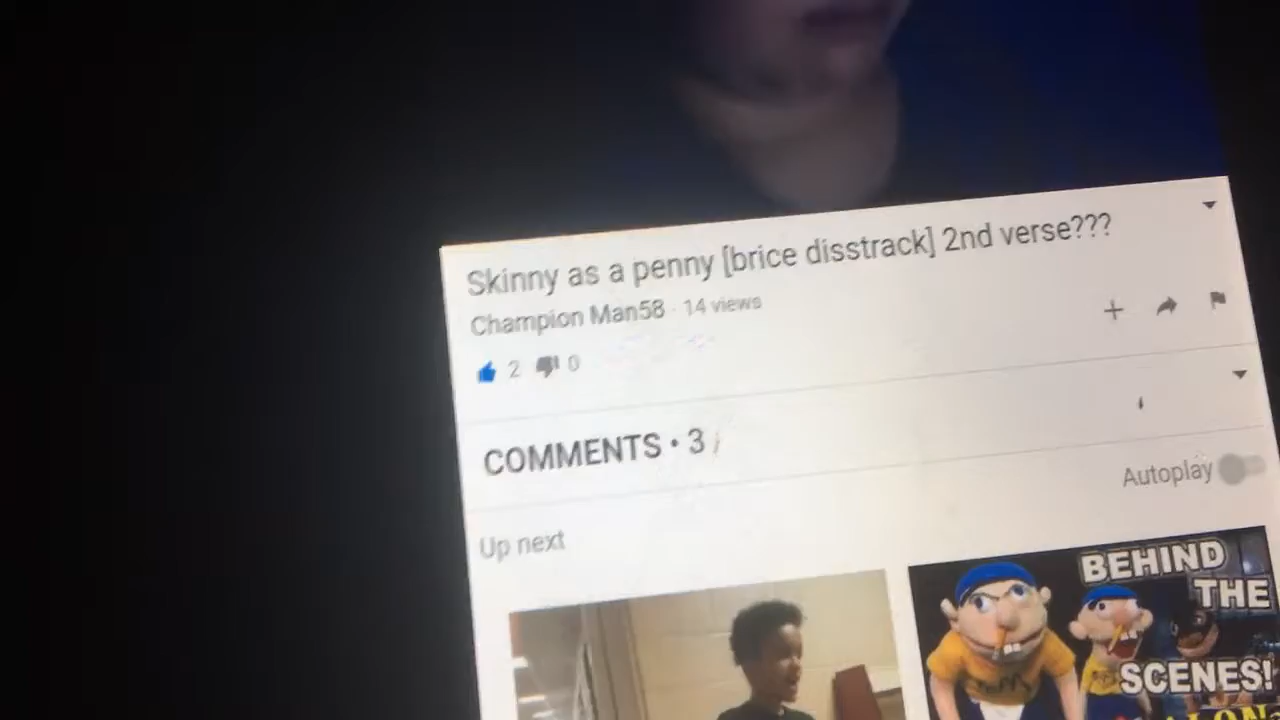 Skinny as a penny [brice disstrack] 2nd verse???
Champion Man58 · 14 views
2 0
COMMENTS • 3
Autoplay
Up next
BEHIND
THE
SCENES!